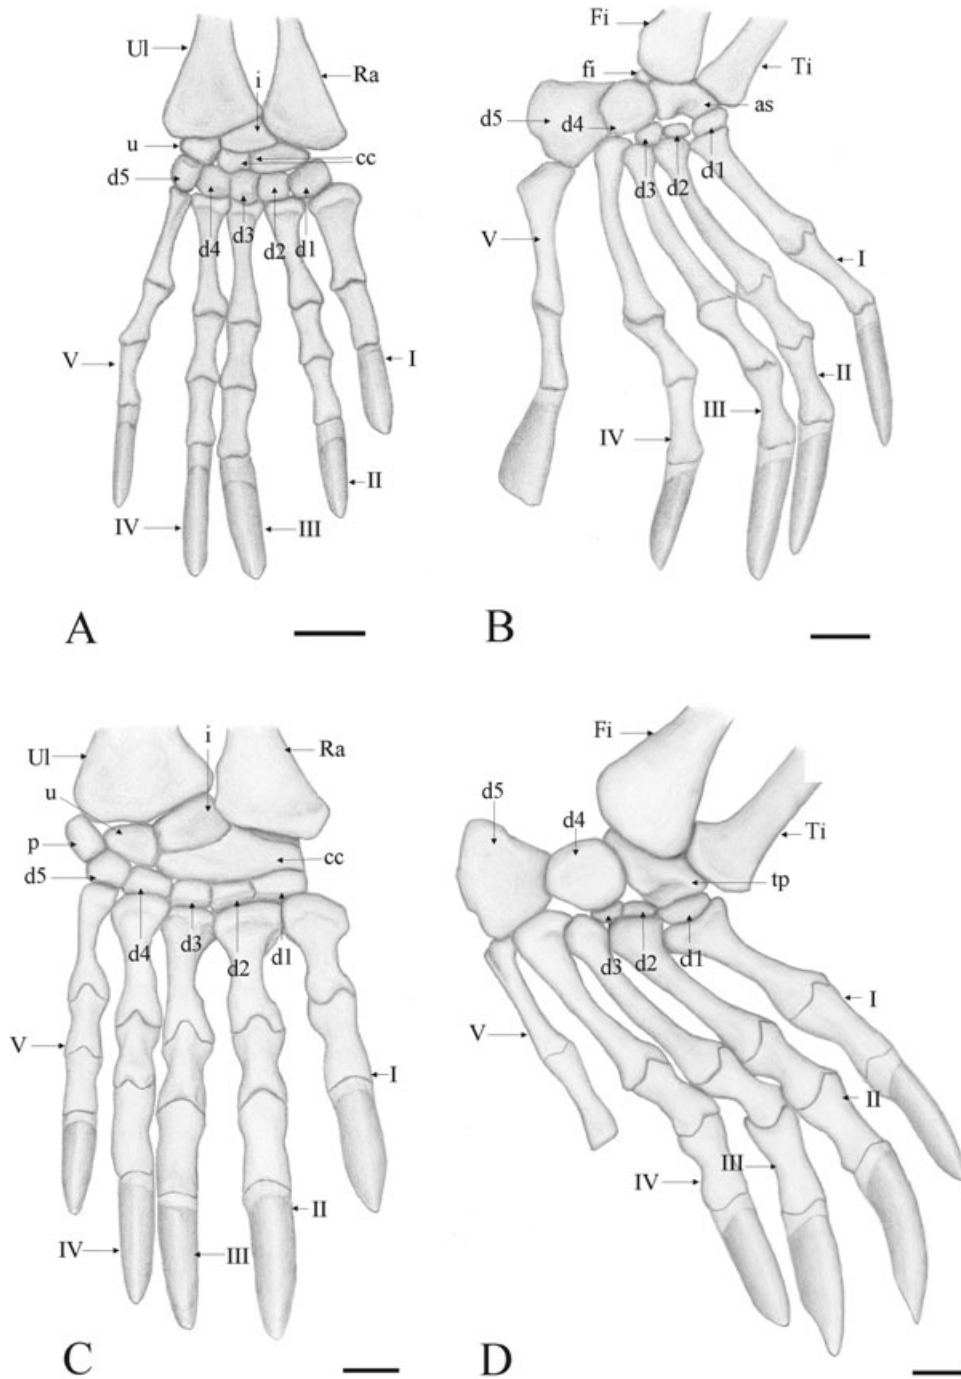 Ul
Ra
i
u
cc
d5
d4
d3
d2
d1
V
I
II
IV
III
A
Fi
fi
Ti
as
d5
d4
d3
d2
d1
V
I
II
III
IV
B
Ul
Ra
i
u
p
cc
d5
d4
d3
d2
d1
V
I
II
IV
III
C
Fi
d5
d4
Ti
tp
d3
d2
d1
V
I
II
III
IV
D